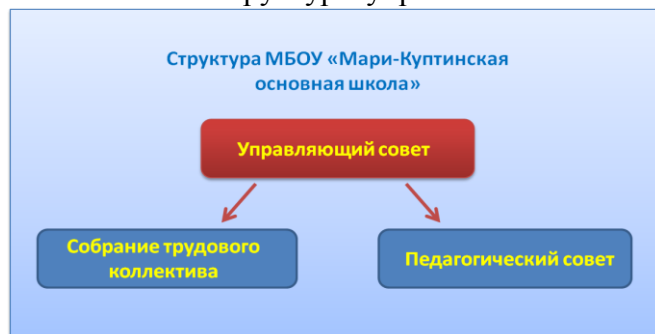 Структура МБОУ «Мари-Куптинская
основная школа»
Управляющий совет
Собрание трудового
коллектива
Педагогический совет